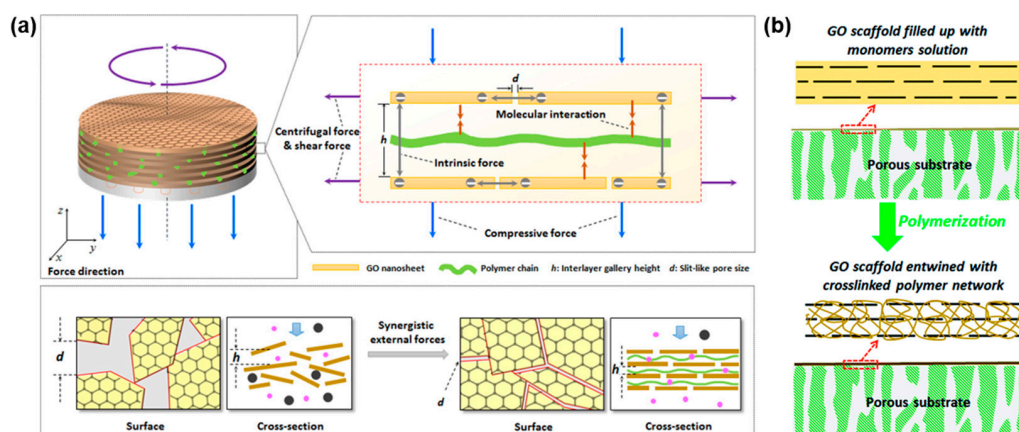 (a)
Centrifugal force
& shear force
z
y
x
Force direction
d
Molecular interaction
h
Intrinsic force
Compressive force
GO nanosheet
Polymer chain
h: Interlayer gallery height
d: Slit-like pore size
d
Surface
h
Cross-section
Synergistic
external forces
d
Surface
h
Cross-section
(b)
GO scaffold filled up with
monomers solution
Porous substrate
Polymerization
GO scaffold entwined with
crosslinked polymer network
Porous substrate